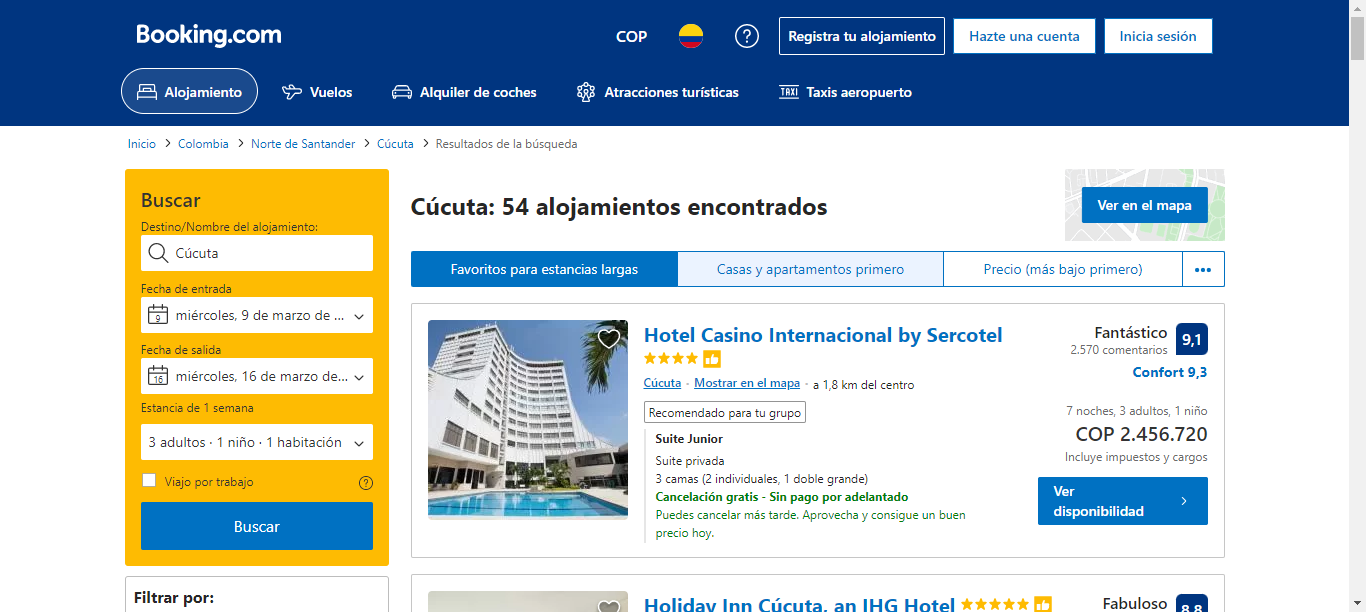 Booking.com
COP
Registra tu alojamiento
Hazte una cuenta
Inicia sesión
Alojamiento
Vuelos
Alquiler de coches
Atracciones turísticas
TAXI Taxis aeropuerto
Inicio > Colombia > Norte de Santander > Cúcuta > Resultados de la búsqueda
Buscar
Destino/Nombre del alojamiento:
Cúcuta
Fecha de entrada
9 miércoles, 9 de marzo de ...
Fecha de salida
16 miércoles, 16 de marzo de...
Estancia de 1 semana
3 adultos · 1 niño · 1 habitación
Viajo por trabajo
Buscar
Filtrar por:
Cúcuta: 54 alojamientos encontrados
Ver en el mapa
Favoritos para estancias largas
Casas y apartamentos primero
Precio (más bajo primero)
Hotel Casino Internacional by Sercotel
Cúcuta · Mostrar en el mapa · a 1,8 km del centro
Recomendado para tu grupo
Suite Junior
Suite privada
3 camas (2 individuales, 1 doble grande)
Cancelación gratis - Sin pago por adelantado
Puedes cancelar más tarde. Aprovecha y consigue un buen
precio hoy.
Fantástico 9,1
2.570 comentarios
Confort 9,3
7 noches, 3 adultos, 1 niño
COP 2.456.720
Incluye impuestos y cargos
Ver
disponibilidad
Holiday Inn Cúcuta, an IHG Hotel
Fabuloso 8,8